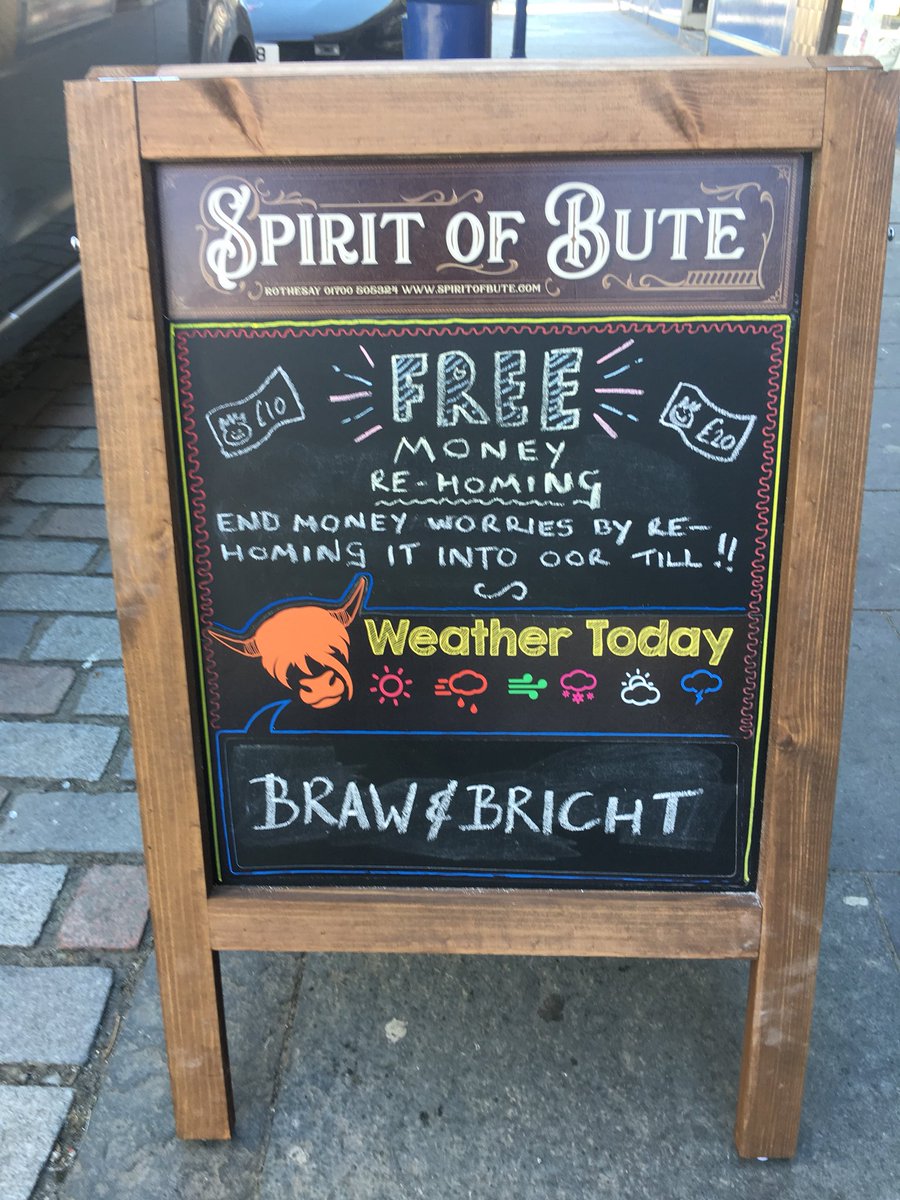 SPIRIT OF BUTE
ROTHESAY 01700 505324 WWW.SPIRITOFBUTE.COM
£10
FREE
£20
MONEY
RE-HOMING
END MONEY WORRIES BY RE-
HOMING IT INTO OOR TILL!!
Weather Today
BRAW & BRICHT